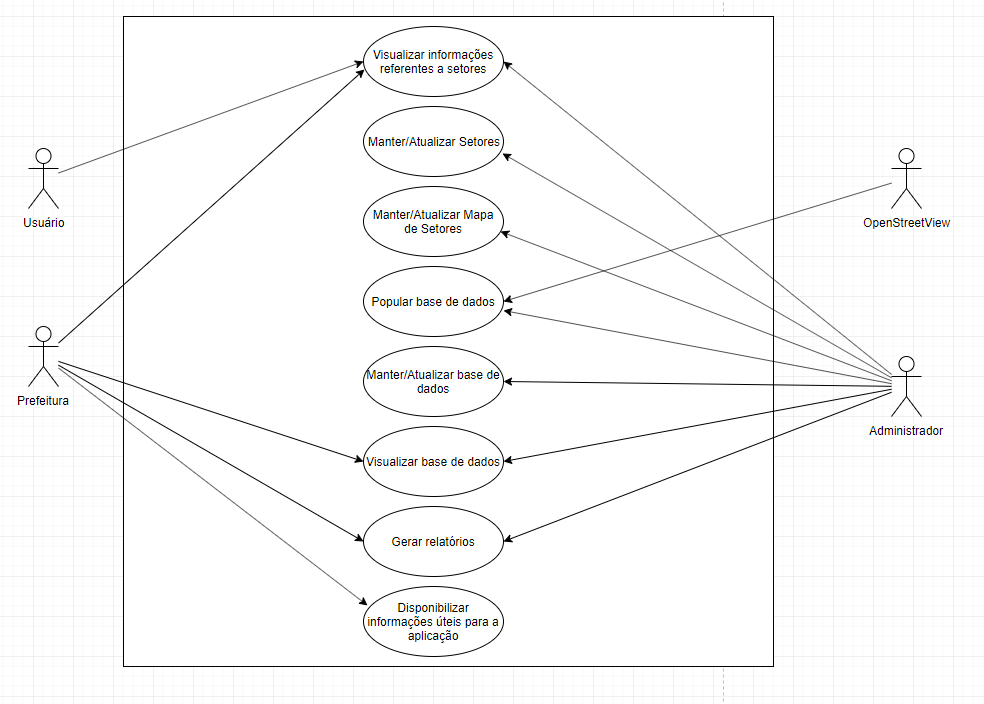 Visualizar informações
referentes a setores
Manter/Atualizar Setores
Usuário
OpenStreetView
Manter/Atualizar Mapa
de Setores
Popular base de dados
Prefeitura
Manter/Atualizar base de
dados
Administrador
Visualizar base de dados
Gerar relatórios
Disponibilizar
informações úteis para a
aplicação